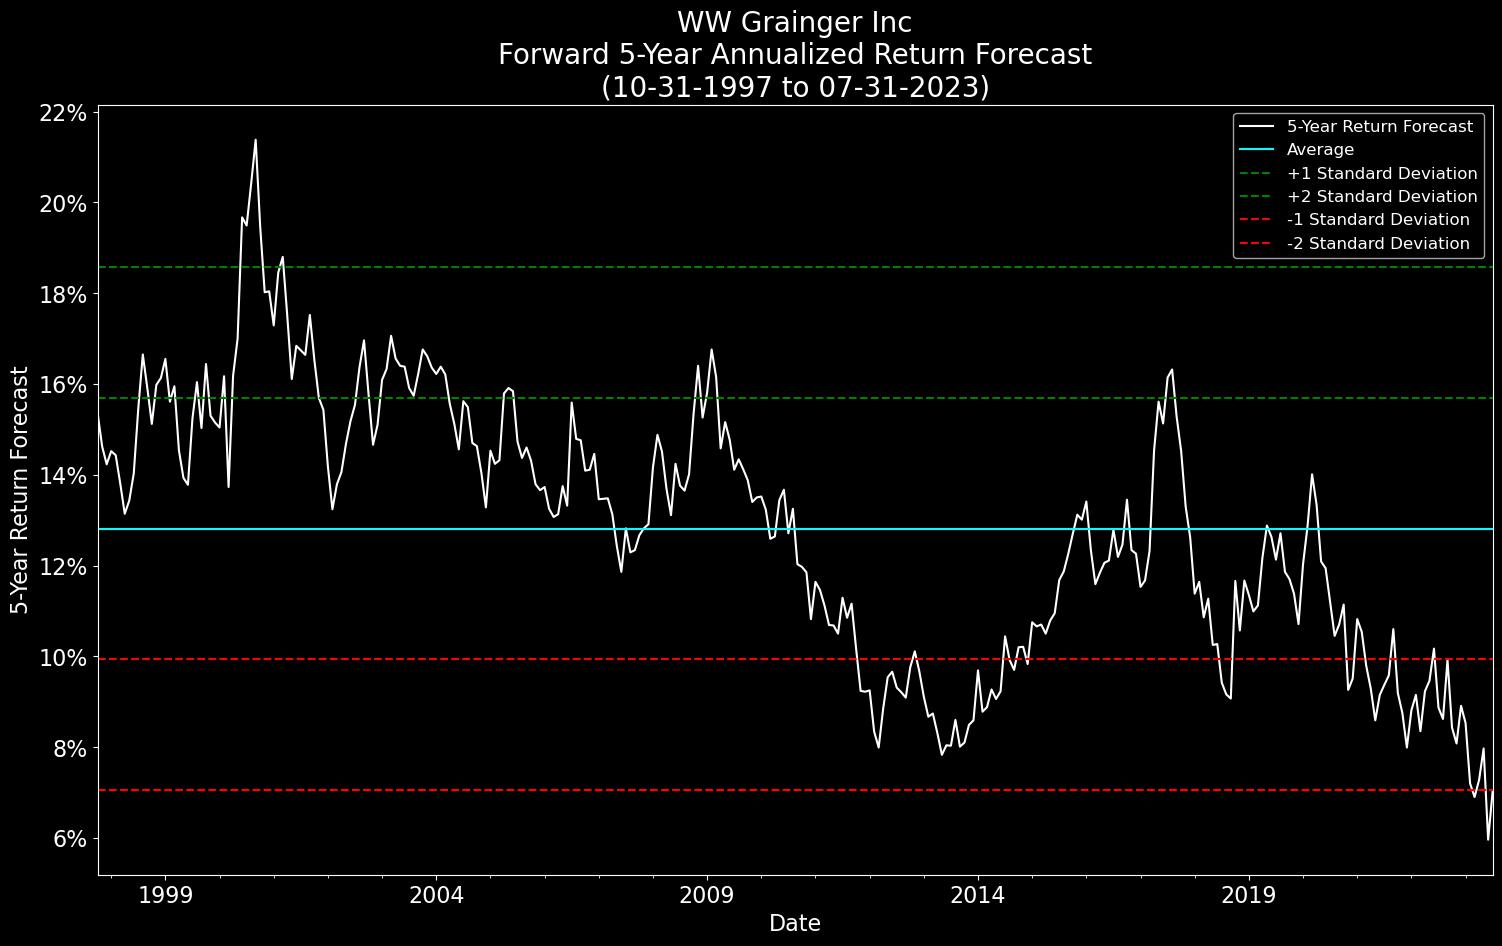 WW Grainger Inc
Forward 5-Year Annualized Return Forecast
(10-31-1997 to 07-31-2023)
5-Year Return Forecast
Average
+1 Standard Deviation
+2 Standard Deviation
-1 Standard Deviation
-2 Standard Deviation
5-Year Return Forecast
22%
20%
18%
16%
14%
12%
10%
8%
6%
1999
2004
2009
2014
2019
Date